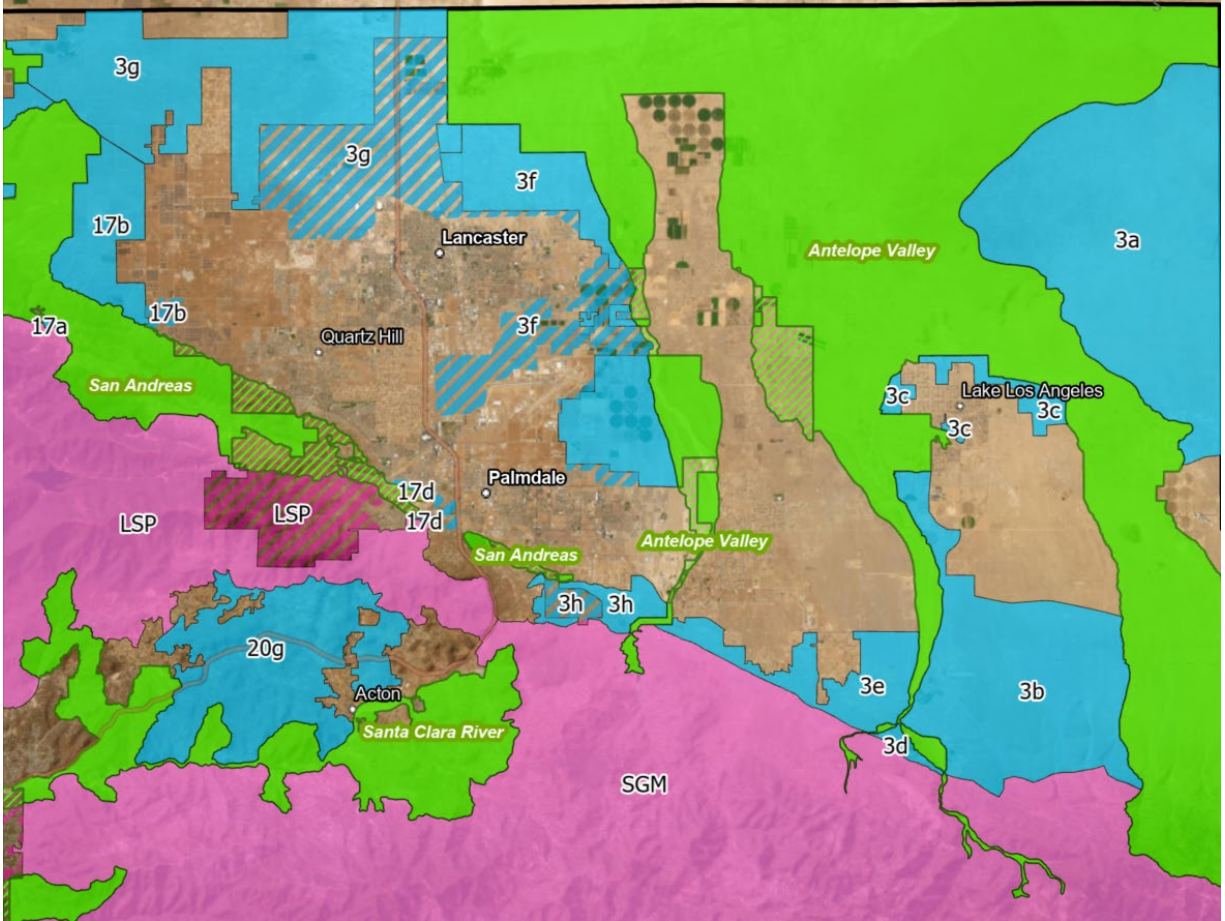 3g
3g
3f
Lancaster
17b
3a
Antelope Valley
17b
17a
Quartz Hill
3f
San Andreas
3c
Lake Los Angeles
3c
3c
Palmdale
17d
LSP
LSP
17d
San Andreas
Antelope Valley
3h
3h
20g
Acton
3e
3b
Santa Clara River
3d
SGM